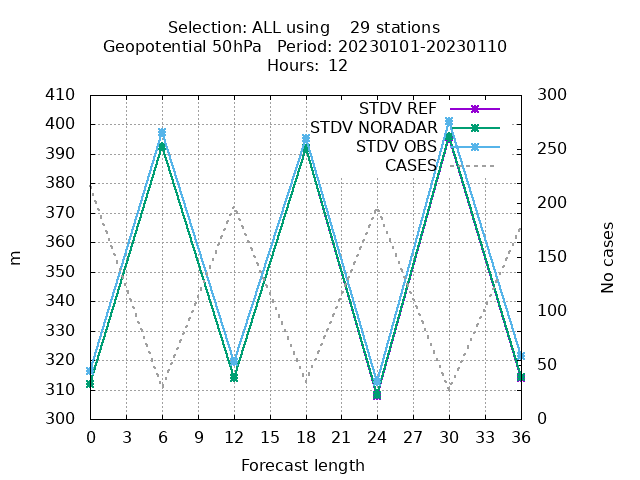 Selection: ALL using    29 stations
Geopotential 50hPa   Period: 20230101-20230110
Hours:  12
STDV REF
STDV NORADAR
STDV OBS
CASES
410
400
390
380
370
360
350
340
330
320
310
300
m
300
250
200
150
100
50
0
No cases
0 3 6 9 12 15 18 21 24 27 30 33 36
Forecast length